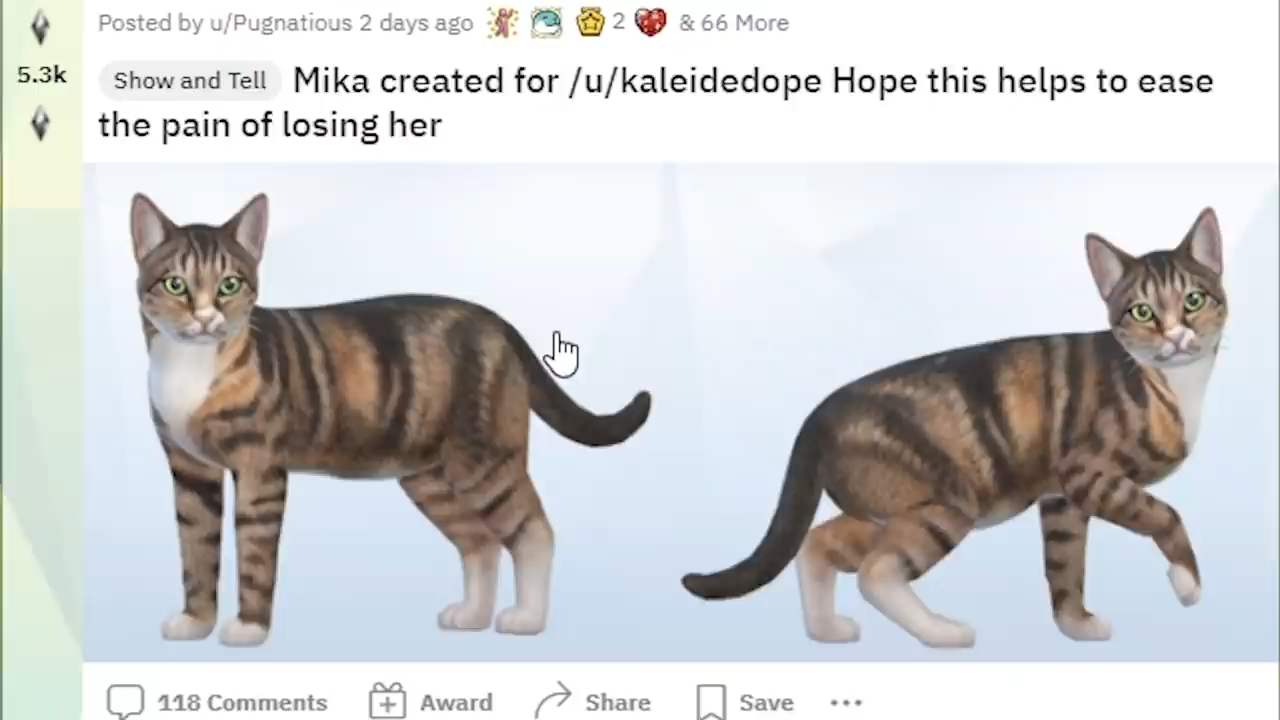 Posted by u/Pugnatious 2 days ago 2 & 66 More
5.3k
Show and Tell Mika created for /u/kaleidedope Hope this helps to ease
the pain of losing her
118 Comments Award Share Save